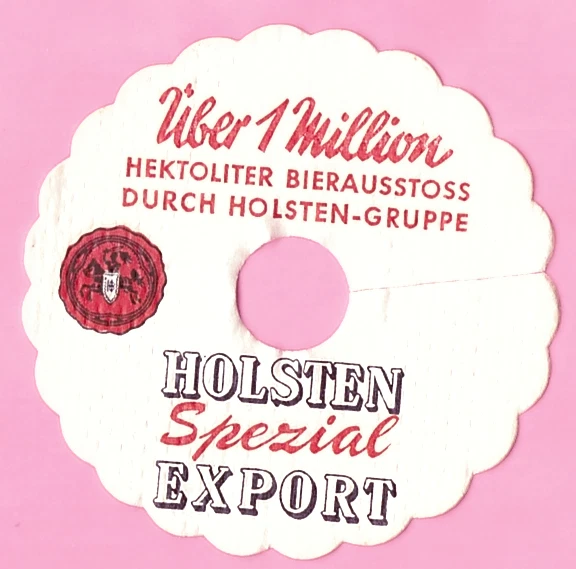 Über 1 Million
HEKTOLITER BIERAUSSTOSS
DURCH HOLSTEN-GRUPPE
HOLSTEN
Spezial
EXPORT